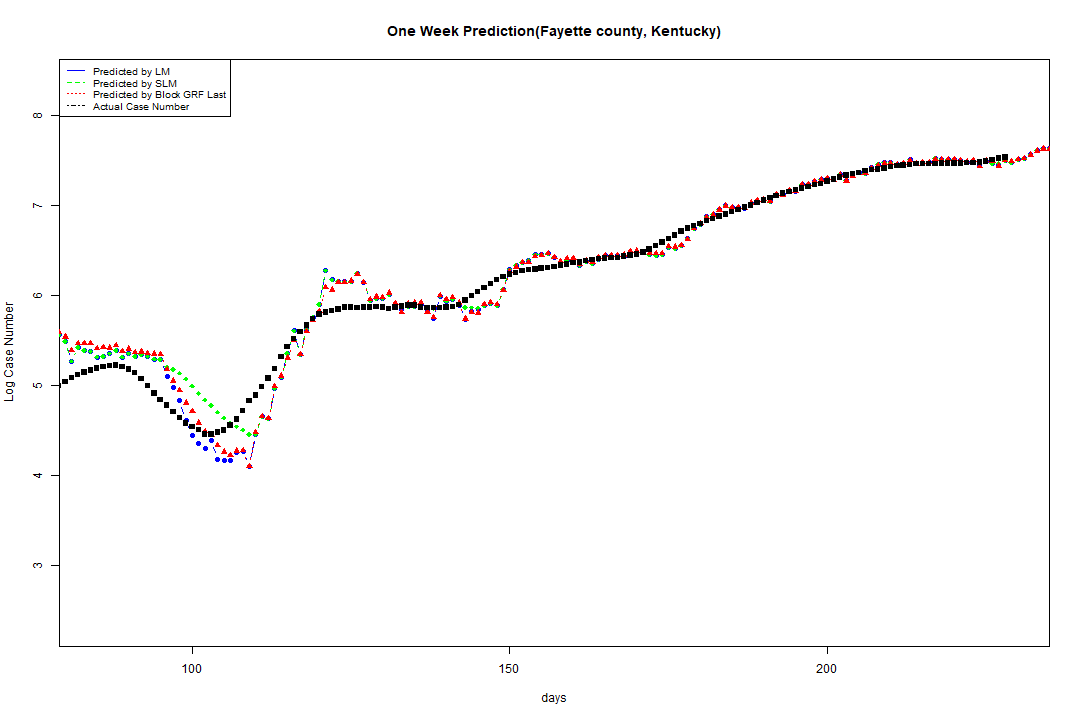 One Week Prediction(Fayette county, Kentucky)
Predicted by LM
Predicted by SLM
Predicted by Block GRF Last
Actual Case Number
8
7
6
5
4
3
Log Case Number
100
150
200
days